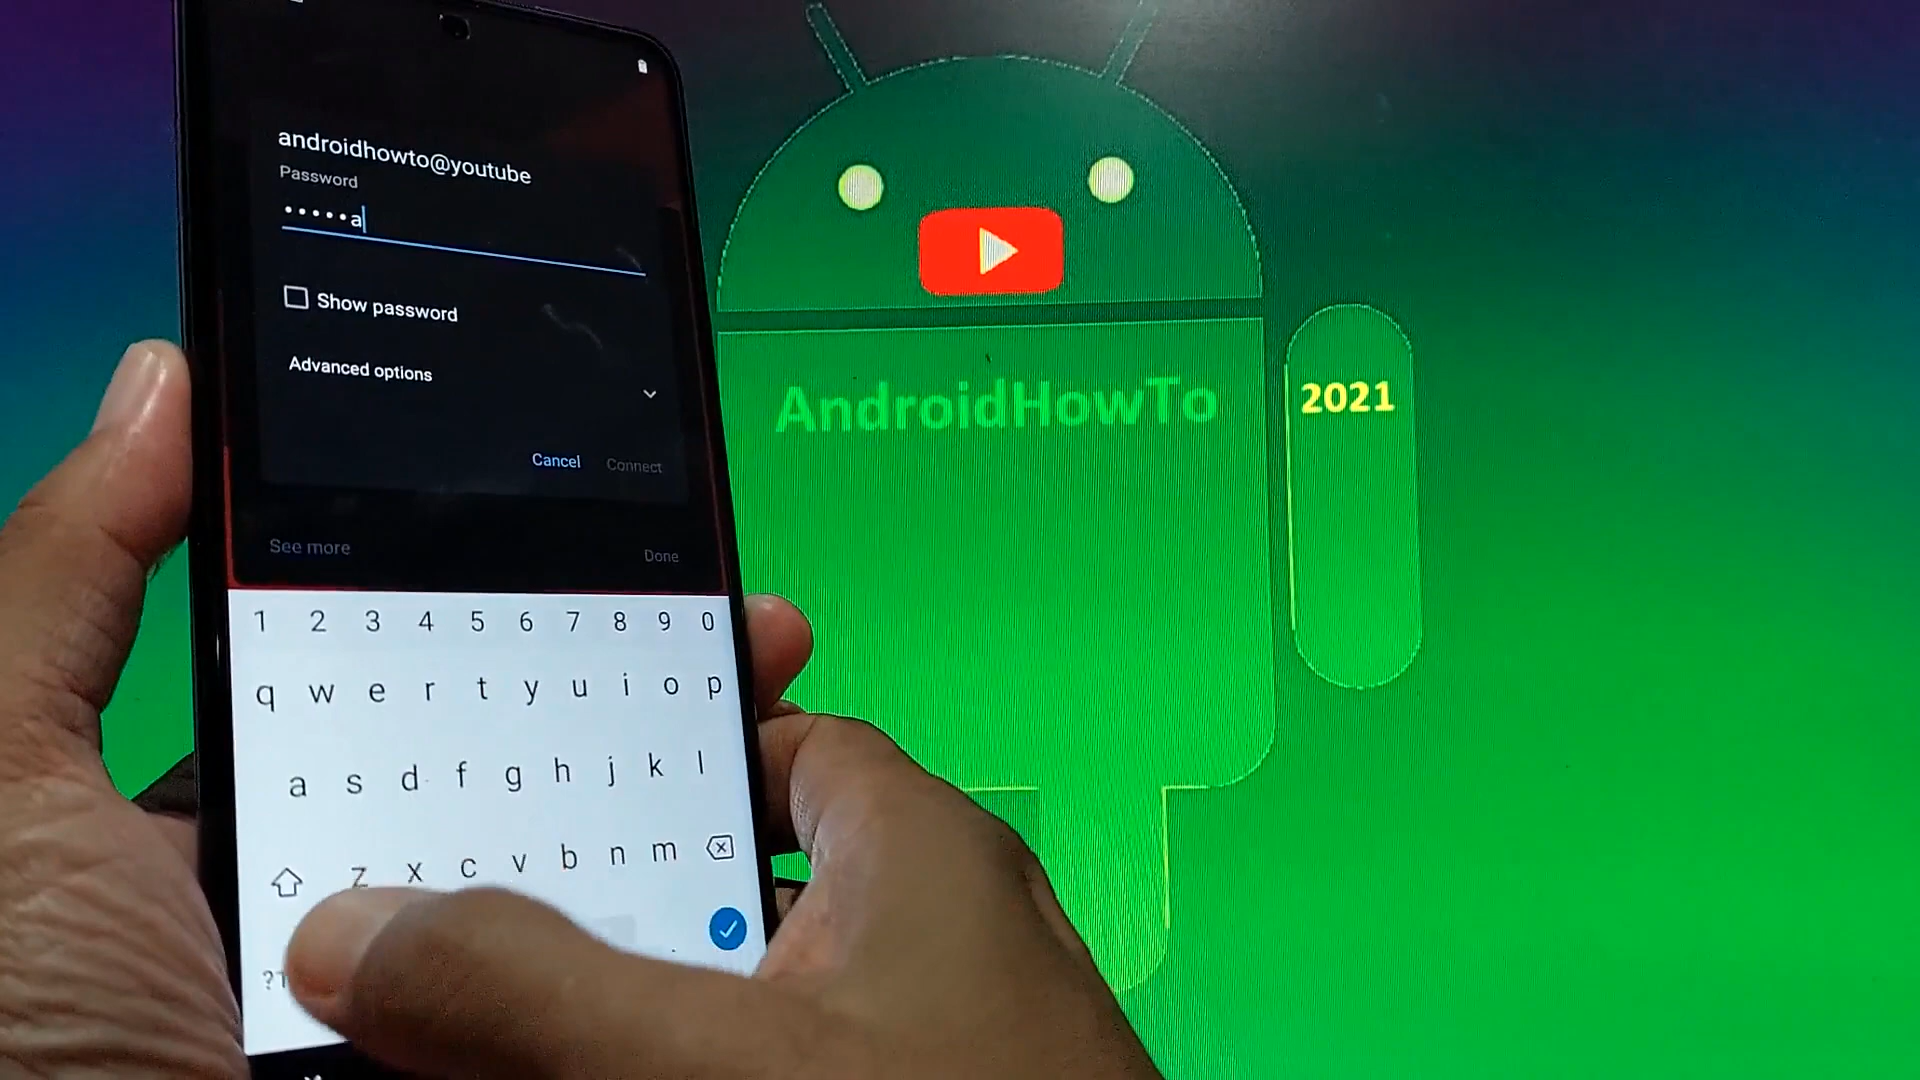 androidhowto@youtube
Password
•••••a
Show password
Advanced options
Cancel Connect
See more Done
1 2 3 4 5 6 7 8 9 0
q w e r t y u i o p
a s d f g h j k l
z x c v b n m
.
AndroidHowTo
2021